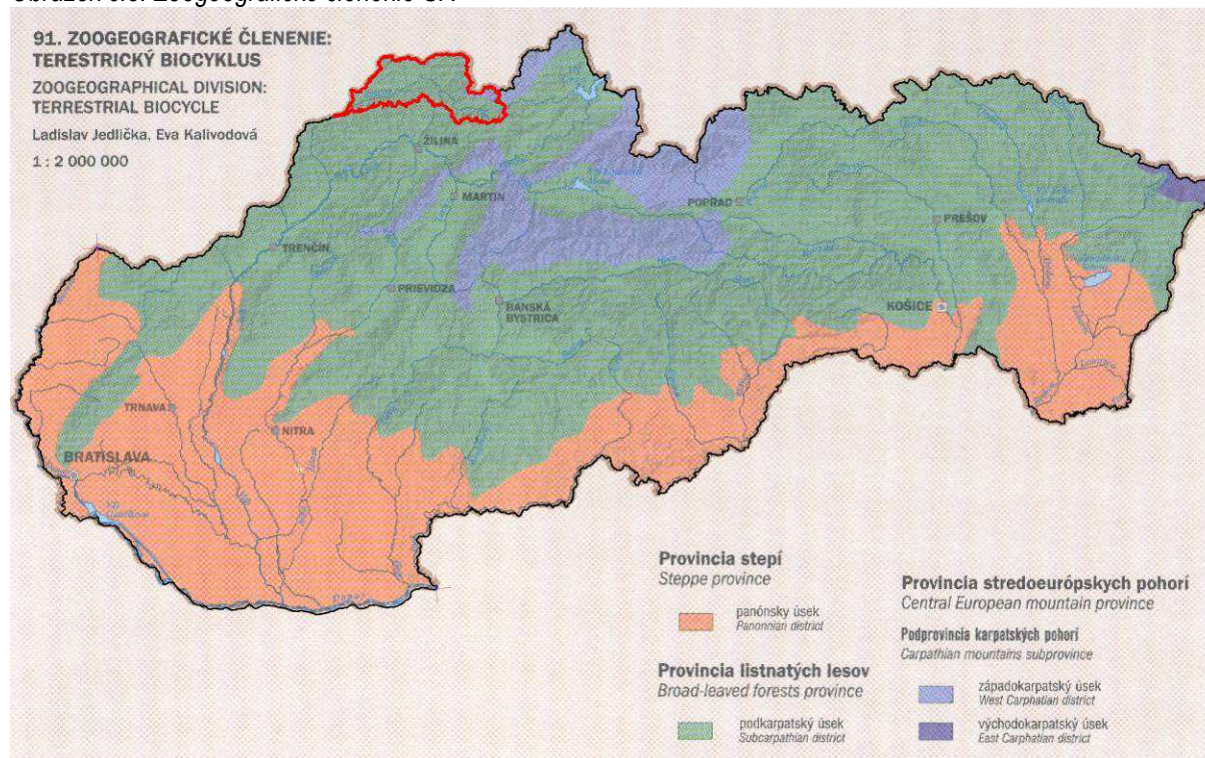 91. ZOOGEOGRAFICKÉ ČLENENIE:
TERESTRICKÝ BIOCYKLUS
ZOOGEOGRAPHICAL DIVISION:
TERRESTRIAL BIOCYCLE
Ladislav Jedlička, Eva Kalivodová
1 : 2 000 000
ŽILINA
MARTIN
POPRAD
PREŠOV
TRENČÍN
PRIEVIDZA
BANSKÁ
BYSTRICA
KOŠICE
TRNAVA
NITRA
BRATISLAVA
Provincia stepí
Steppe province
panónsky úsek
Panonnian district
Provincia listnatých lesov
Broad-leaved forests province
podkarpatský úsek
Subcarpathian district
Provincia stredoeurópskych pohorí
Central European mountain province
Podprovincia karpatských pohorí
Carpathian mountains subprovince
západokarpatský úsek
West Carphatian district
východokarpatský úsek
East Carphatian district